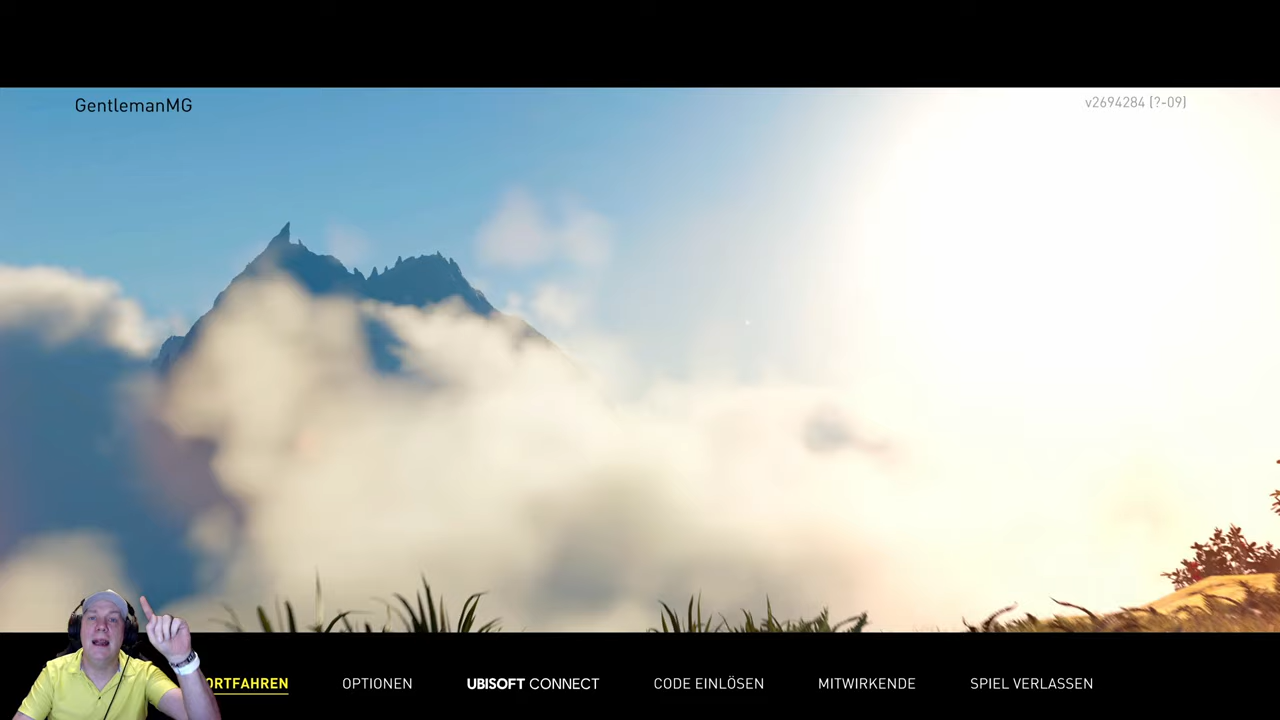 GentlemanMG
v2694284 [?-09]
ORTFAHREN
OPTIONEN
UBISOFT CONNECT
CODE EINLÖSEN
MITWIRKENDE
SPIEL VERLASSEN